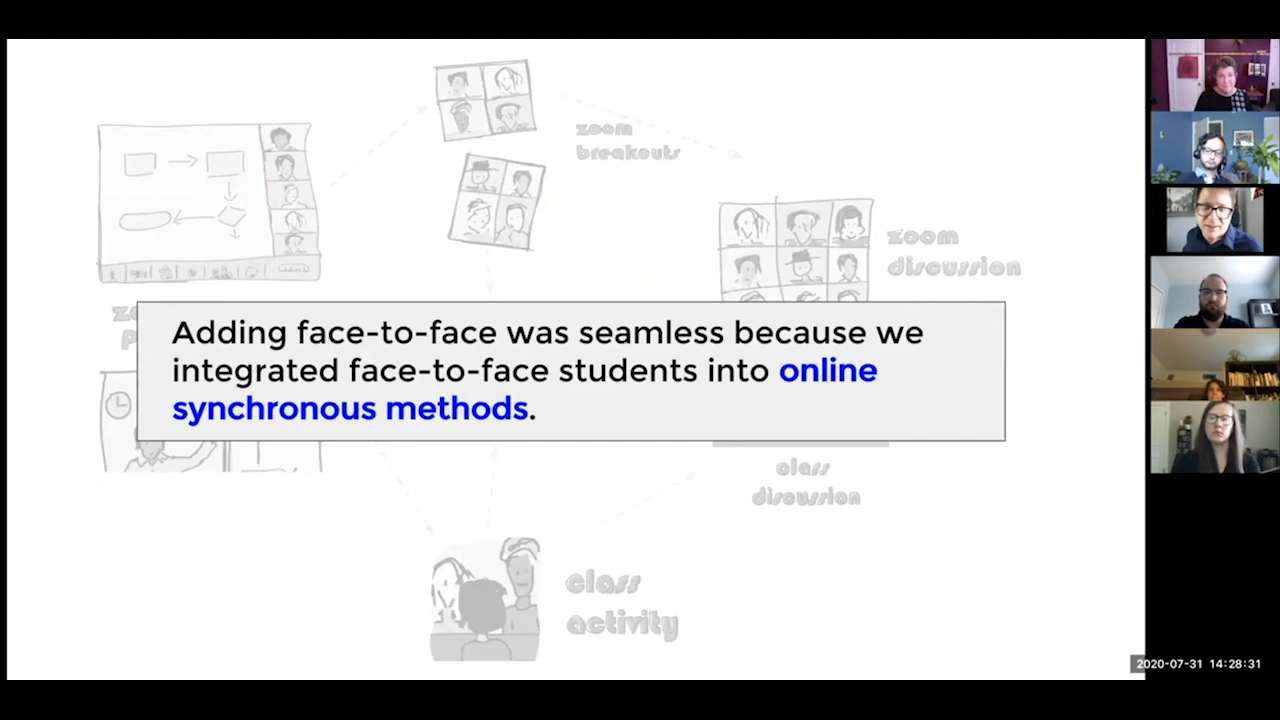 zoom
breakouts
zoom
discussion
Adding face-to-face was seamless because we
integrated face-to-face students into online
synchronous methods.
class
discussion
class
activity
2020-07-31 14:28:31